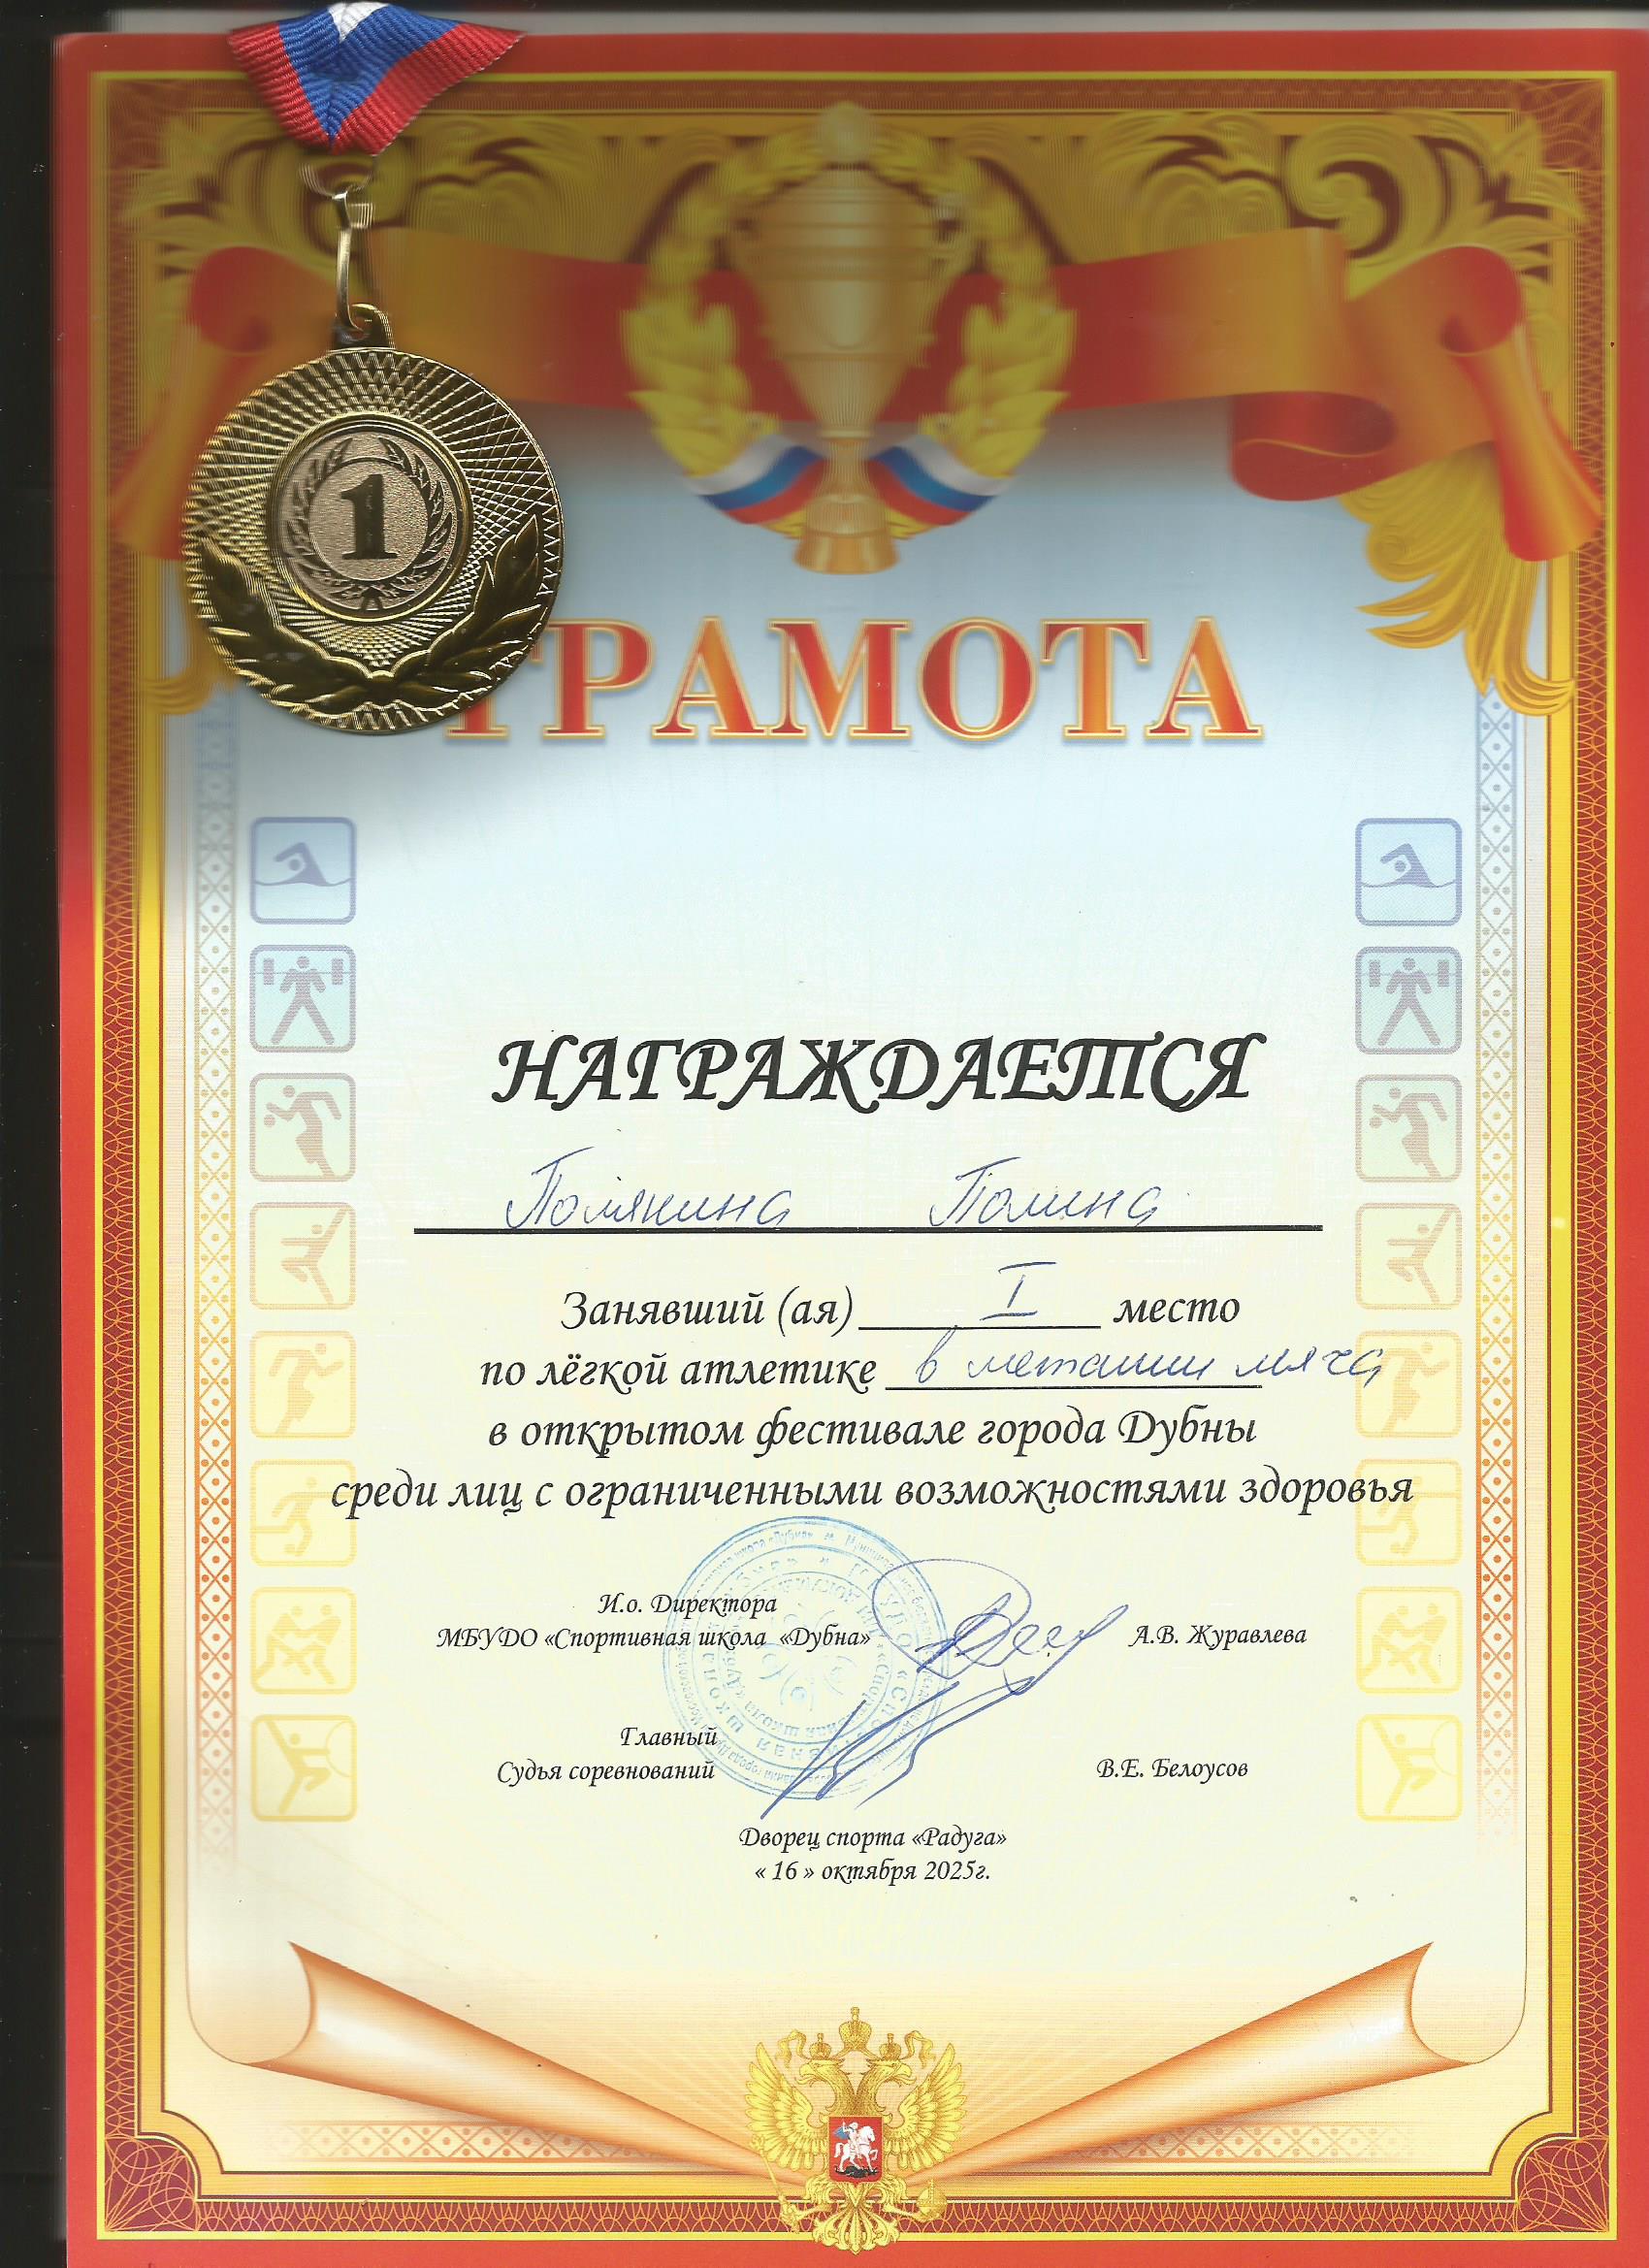 1
ГРАМОТА
НАГРАЖДАЕТСЯ
Полякина Полина
Занявший (ая) I место
по лёгкой атлетике в метании мяча
в открытом фестивале города Дубны
среди лиц с ограниченными возможностями здоровья
И.о. Директора
МБУДО «Спортивная школа «Дубна» А.В. Журавлева
Главный
Судья соревнований В.Е. Белоусов
Дворец спорта «Радуга»
« 16 » октября 2025г.